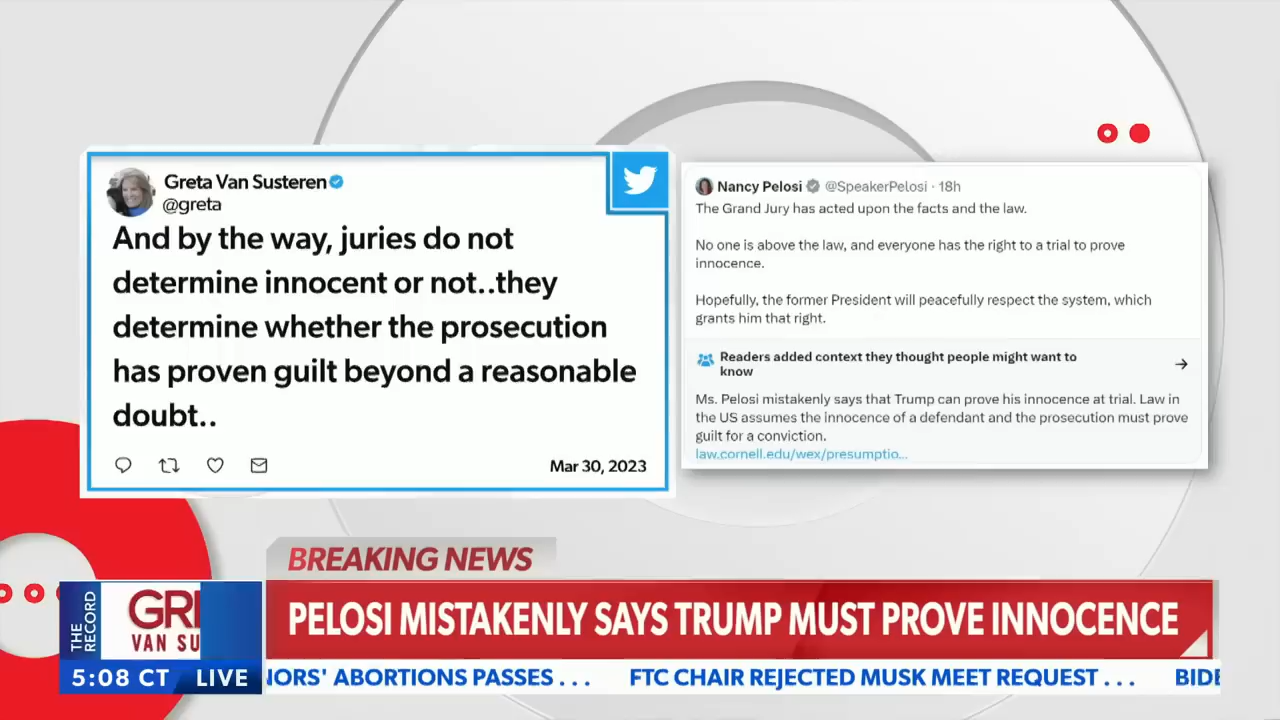 Greta Van Susteren
@greta
And by the way, juries do not
determine innocent or not..they
determine whether the prosecution
has proven guilt beyond a reasonable
doubt..
Mar 30, 2023
Nancy Pelosi @SpeakerPelosi · 18h
The Grand Jury has acted upon the facts and the law.
No one is above the law, and everyone has the right to a trial to prove
innocence.
Hopefully, the former President will peacefully respect the system, which
grants him that right.
Readers added context they thought people might want to
know
Ms. Pelosi mistakenly says that Trump can prove his innocence at trial. Law in
the US assumes the innocence of a defendant and the prosecution must prove
guilt for a conviction.
law.cornell.edu/wex/presumptio...
BREAKING NEWS
PELOSI MISTAKENLY SAYS TRUMP MUST PROVE INNOCENCE
THE RECORD
GR
VAN SU
5:08 CT LIVE
NORS' ABORTIONS PASSES . . . FTC CHAIR REJECTED MUSK MEET REQUEST . . . BIDE